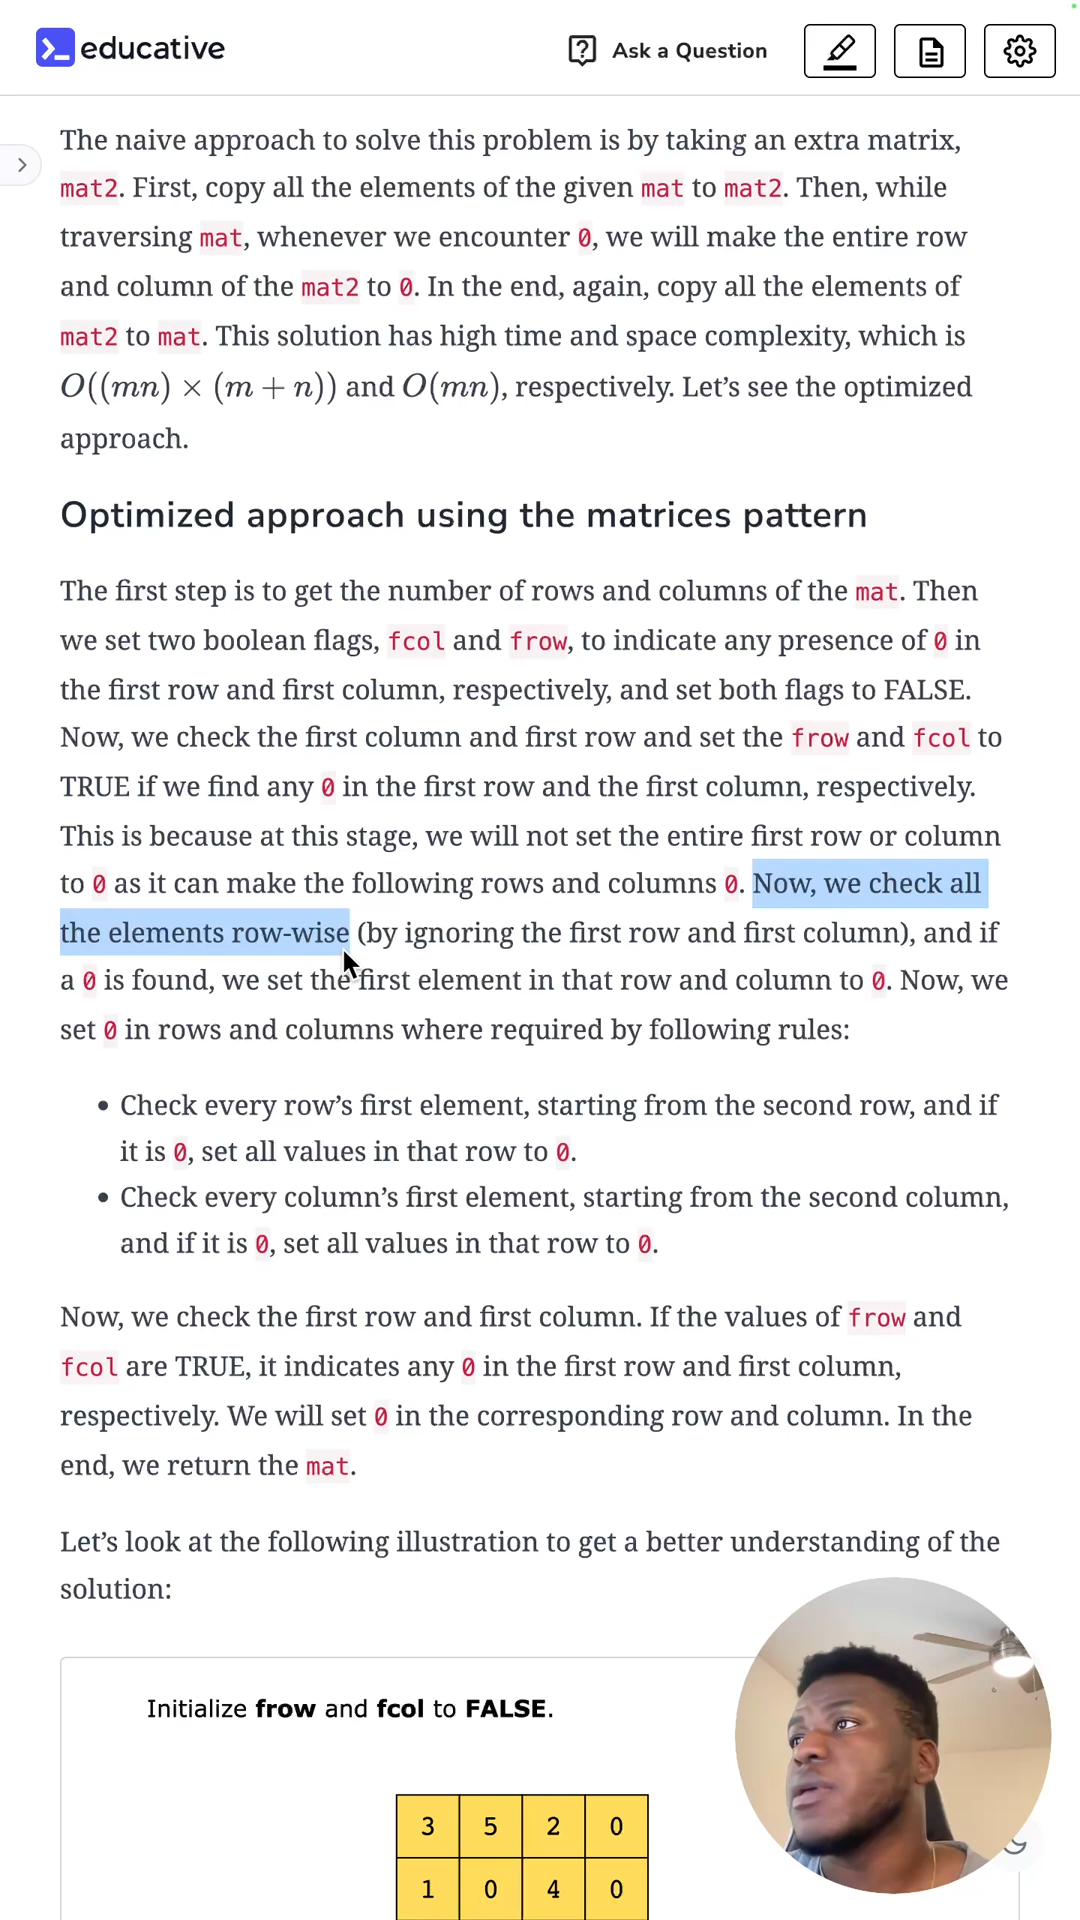 educative
Ask a Question
The naive approach to solve this problem is by taking an extra matrix,
mat2. First, copy all the elements of the given mat to mat2. Then, while
traversing mat, whenever we encounter 0, we will make the entire row
and column of the mat2 to 0. In the end, again, copy all the elements of
mat2 to mat. This solution has high time and space complexity, which is
O((mn) × (m + n)) and O(mn), respectively. Let’s see the optimized
approach.
Optimized approach using the matrices pattern
The first step is to get the number of rows and columns of the mat. Then
we set two boolean flags, fcol and frow, to indicate any presence of 0 in
the first row and first column, respectively, and set both flags to FALSE.
Now, we check the first column and first row and set the frow and fcol to
TRUE if we find any 0 in the first row and the first column, respectively.
This is because at this stage, we will not set the entire first row or column
to 0 as it can make the following rows and columns 0. Now, we check all
the elements row-wise (by ignoring the first row and first column), and if
a 0 is found, we set the first element in that row and column to 0. Now, we
set 0 in rows and columns where required by following rules:
• Check every row’s first element, starting from the second row, and if
it is 0, set all values in that row to 0.
• Check every column’s first element, starting from the second column,
and if it is 0, set all values in that row to 0.
Now, we check the first row and first column. If the values of frow and
fcol are TRUE, it indicates any 0 in the first row and first column,
respectively. We will set 0 in the corresponding row and column. In the
end, we return the mat.
Let’s look at the following illustration to get a better understanding of the
solution:
Initialize frow and fcol to FALSE.
3 5 2 0
1 0 4 0